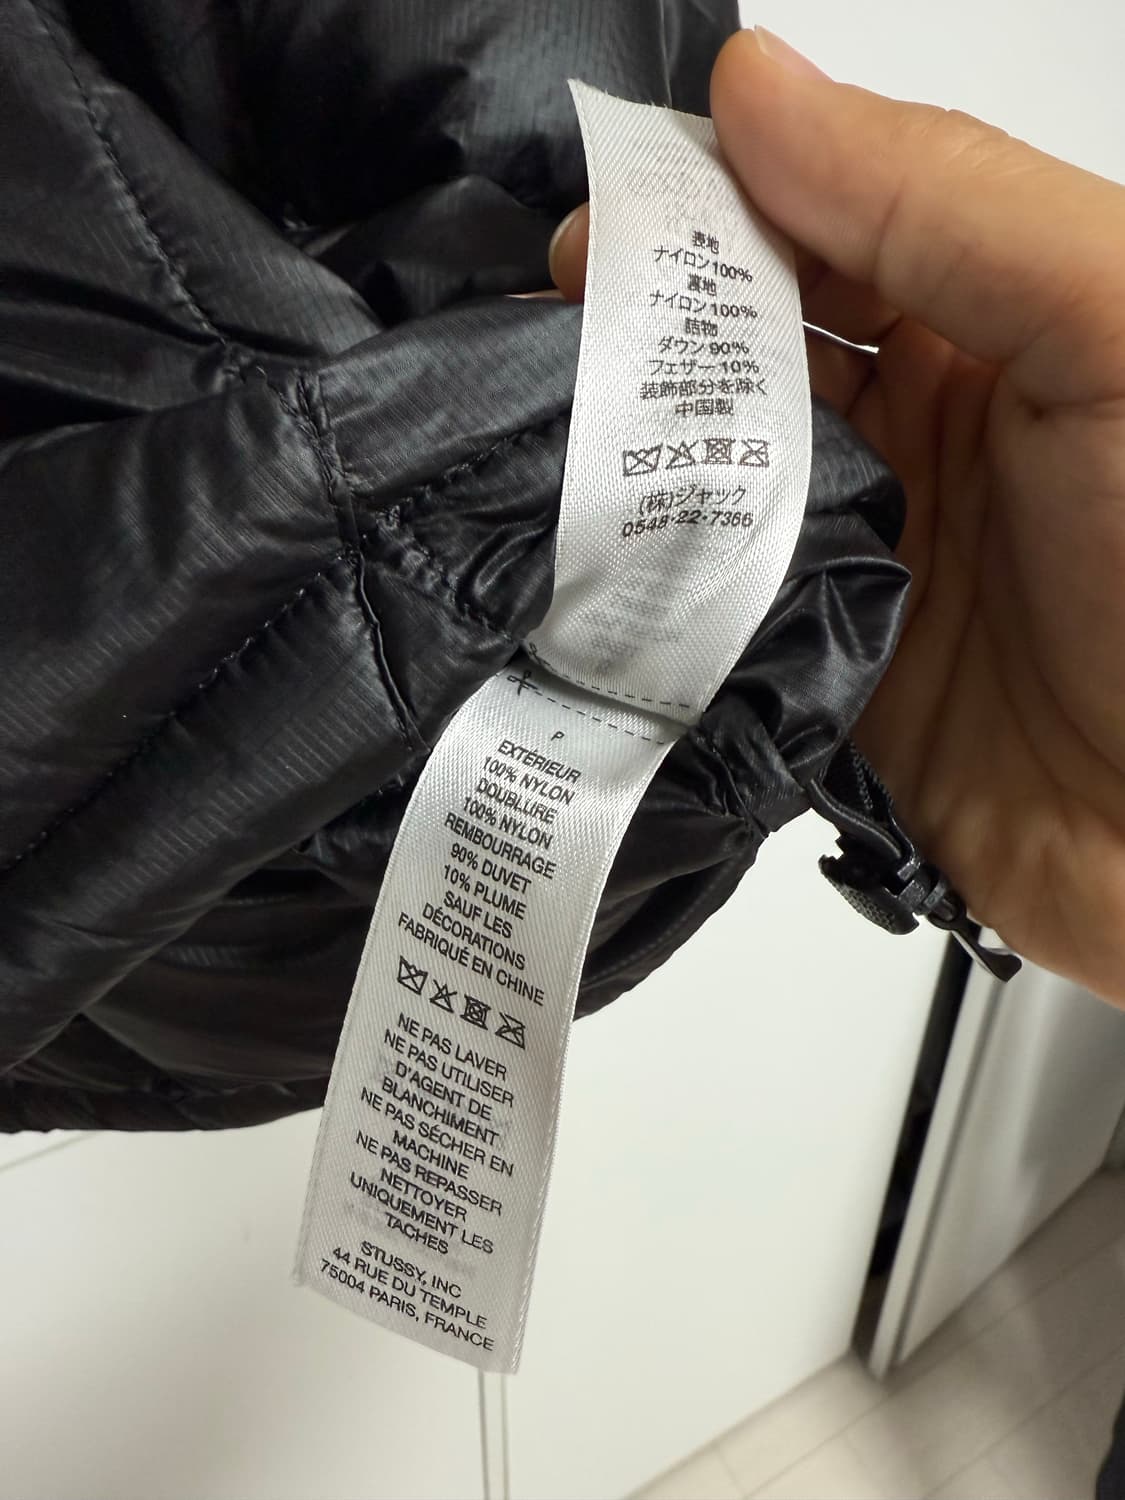 表地
ナイロン100%
裏地
ナイロン100%
詰物
ダウン90%
フェザー10%
装飾部分を除く
中国製
(株)ジャック
0548-22-7366
P
EXTÉRIEUR
100% NYLON
DOUBLURE
100% NYLON
REMBOURRAGE
90% DUVET
10% PLUME
SAUF LES
DÉCORATIONS
FABRIQUÉ EN CHINE
NE PAS LAVER
NE PAS UTILISER
D'AGENT DE
BLANCHIMENT
NE PAS SÉCHER EN
MACHINE
NE PAS REPASSER
NETTOYER
UNIQUEMENT LES
TACHES
STUSSY, INC
44 RUE DU TEMPLE
75004 PARIS, FRANCE